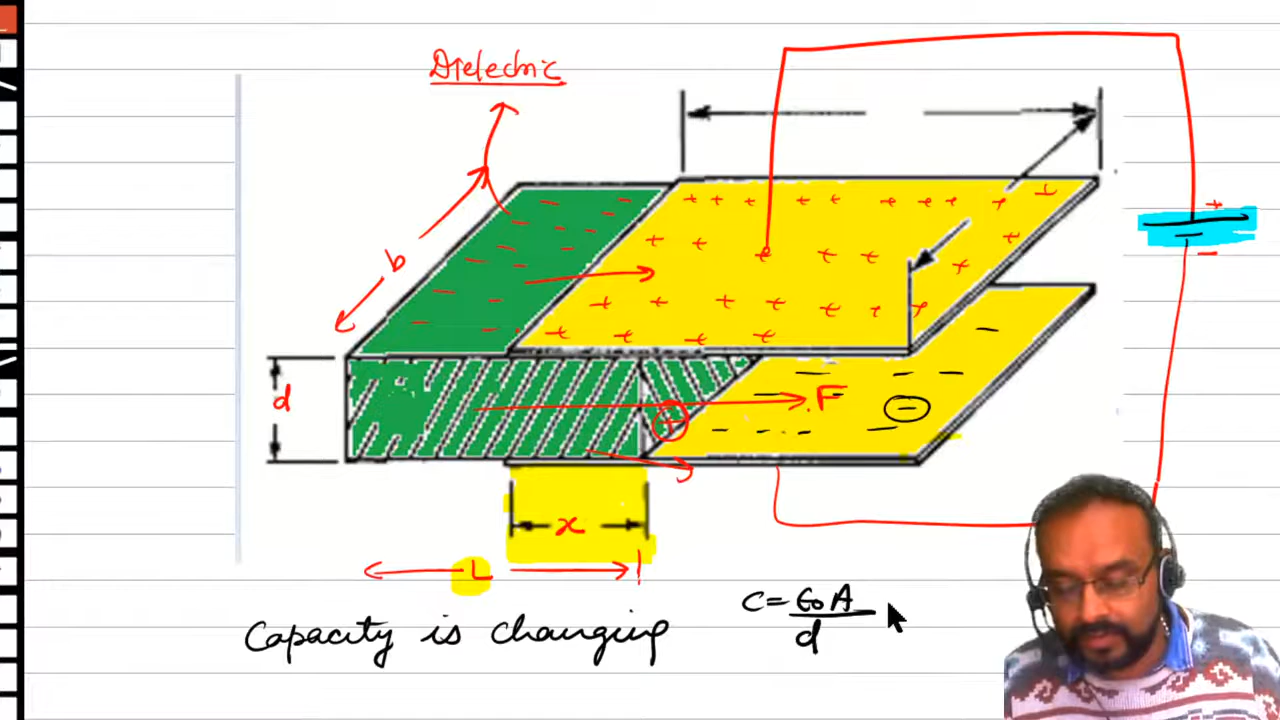 Dielectric
b
d
F
x
L
Capacity is changing
C = ε₀A
d